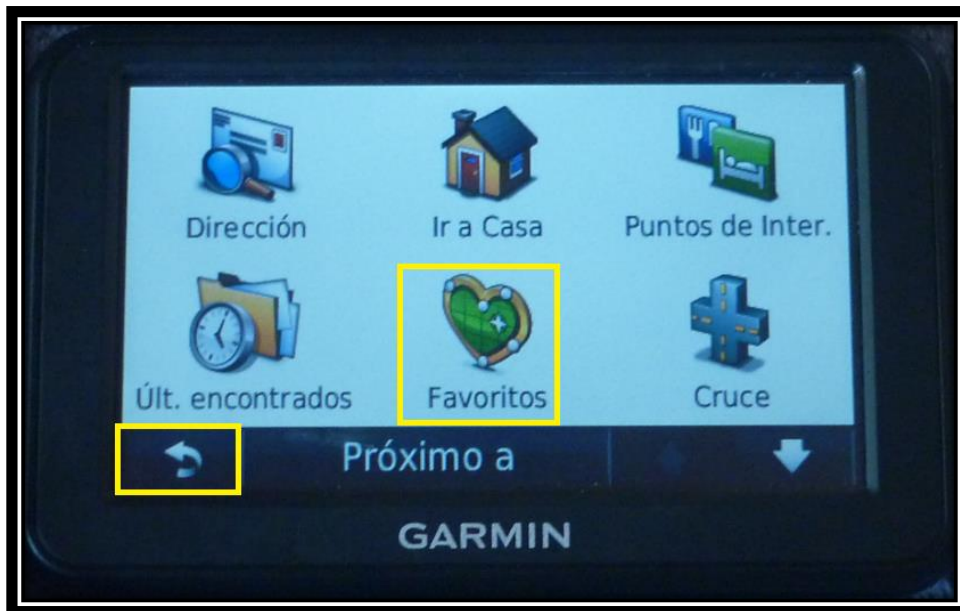 Dirección
Ir a Casa
Puntos de Inter.
Últ. encontrados
Favoritos
Cruce
Próximo a
GARMIN